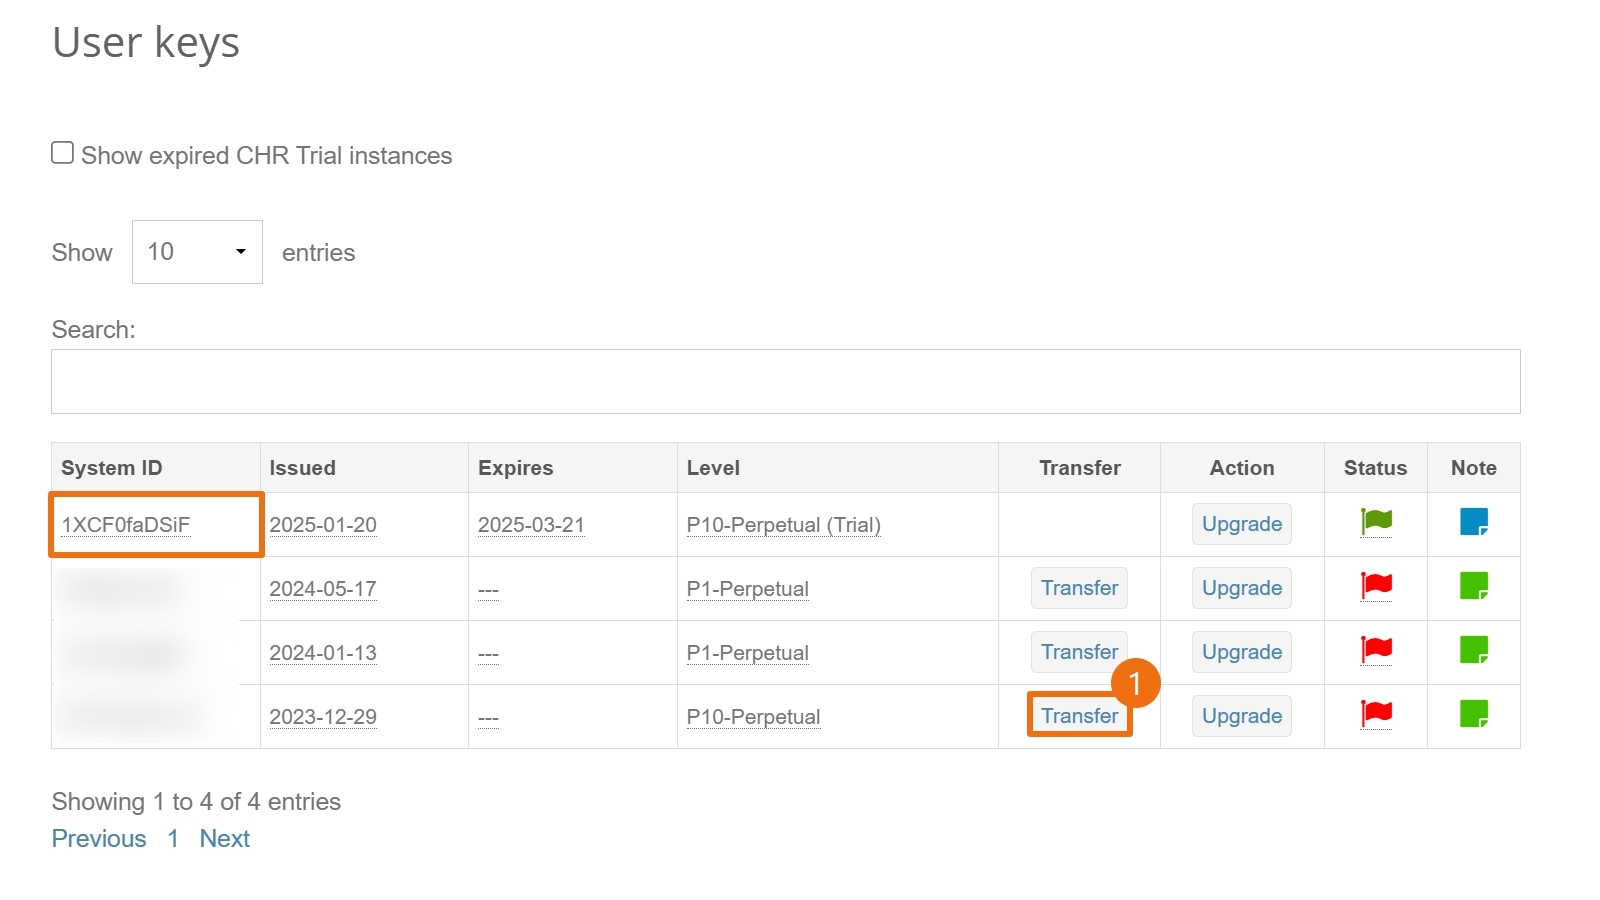 User keys
Show expired CHR Trial instances
Show 10 entries
Search:
System ID Issued Expires Level Transfer Action Status Note
1XCF0faDSiF 2025-01-20 2025-03-21 P10-Perpetual (Trial) Upgrade
2024-05-17 --- P1-Perpetual Transfer Upgrade
2024-01-13 --- P1-Perpetual Transfer Upgrade
1
2023-12-29 --- P10-Perpetual Transfer Upgrade
Showing 1 to 4 of 4 entries
Previous 1 Next